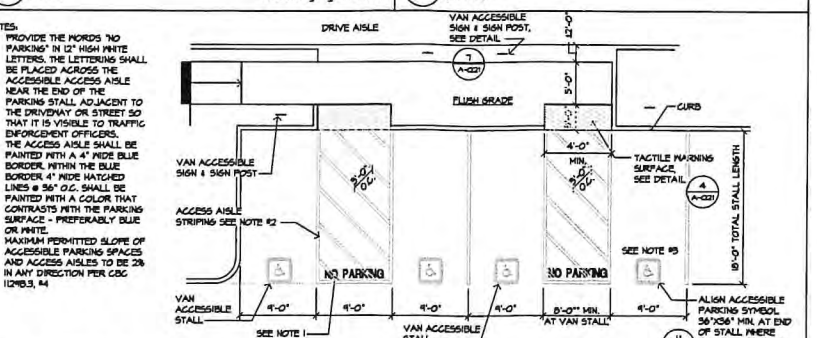 TES:
PROVIDE THE WORDS "NO
PARKING" IN 12" HIGH WHITE
LETTERS. THE LETTERING SHALL
BE PLACED ACROSS THE
ACCESSIBLE ACCESS AISLE
NEAR THE END OF THE
PARKING STALL ADJACENT TO
THE DRIVEWAY OR STREET SO
THAT IT IS VISIBLE TO TRAFFIC
ENFORCEMENT OFFICERS.
THE ACCESS AISLE SHALL BE
PAINTED WITH A 4" WIDE BLUE
BORDER. WITHIN THE BLUE
BORDER 4" WIDE HATCHED
LINES @ 36" O.C. SHALL BE
PAINTED WITH A COLOR THAT
CONTRASTS WITH THE PARKING
SURFACE - PREFERABLY BLUE
OR WHITE.
MAXIMUM PERMITTED SLOPE OF
ACCESSIBLE PARKING SPACES
AND ACCESS AISLES TO BE 2%
IN ANY DIRECTION PER CBC
1129B.3, #4
DRIVE AISLE
VAN ACCESSIBLE
SIGN & SIGN POST,
SEE DETAIL
7
A-021
12'-0"
5'-0"
FLUSH GRADE
CURB
VAN ACCESSIBLE
SIGN & SIGN POST
3'-0"
O.C.
4'-0"
MIN.
3'-0"
O.C.
TACTILE WARNING
SURFACE,
SEE DETAIL
4
A-021
18'-0" TOTAL STALL LENGTH
ACCESS AISLE
STRIPING SEE NOTE #2
SEE NOTE #3
NO PARKING
NO PARKING
VAN
ACCESSIBLE
STALL
9'-0"
9'-0"
9'-0"
9'-0"
8'-0" MIN.
AT VAN STALL
9'-0"
SEE NOTE 1
VAN ACCESSIBLE
STALL
ALIGN ACCESSIBLE
PARKING SYMBOL
36"X36" MIN. AT END
OF STALL WHERE
11